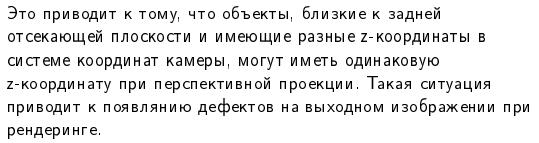 Это приводит к тому, что объекты, близкие к задней
отсекающей плоскости и имеющие разные z-координаты в
системе координат камеры, могут иметь одинаковую
z-координату при перспективной проекции. Такая ситуация
приводит к появлянию дефектов на выходном изображении при
рендеринге.